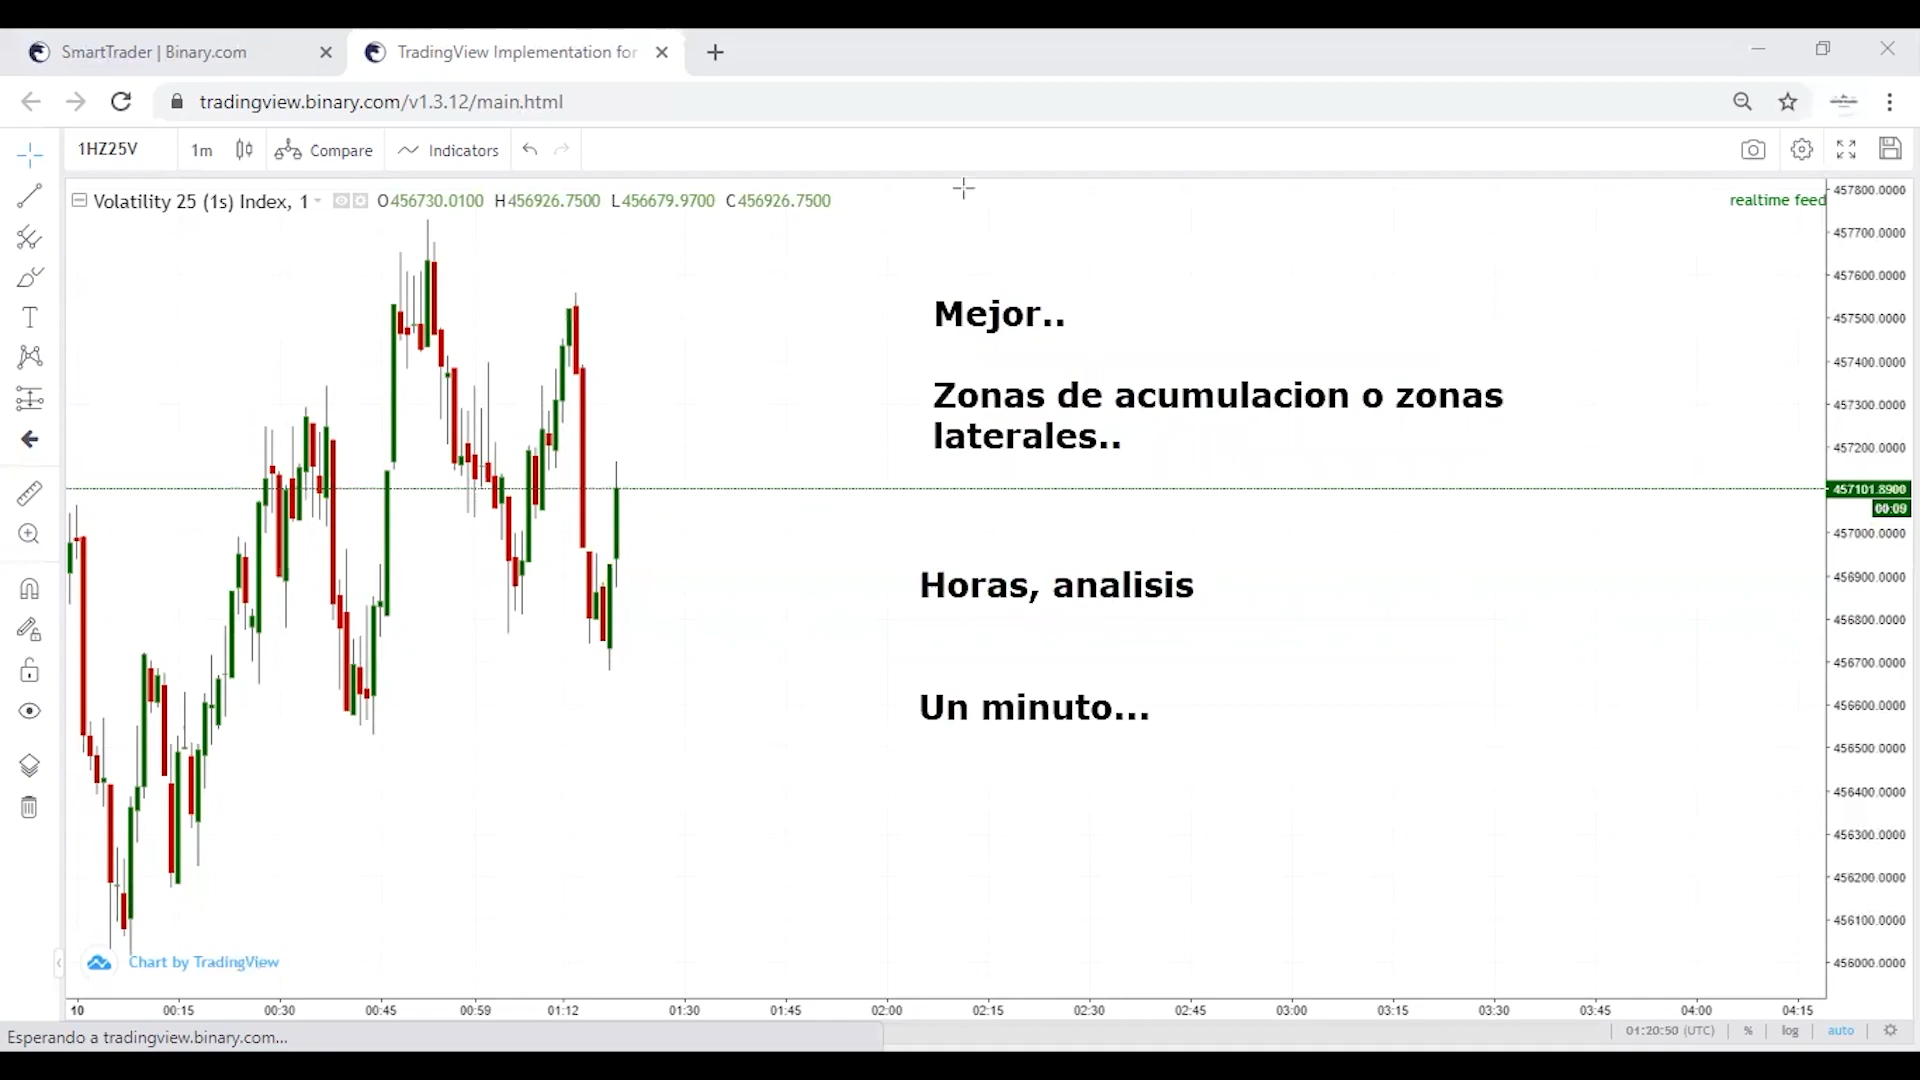 SmartTrader | Binary.com
TradingView Implementation for
tradingview.binary.com/v1.3.12/main.html
1HZ25V
1m
Compare
Indicators
Volatility 25 (1s) Index, 1
O456730.0100 H456926.7500 L456679.9700 C456926.7500
realtime feed
Mejor..
Zonas de acumulacion o zonas
laterales..
Horas, analisis
Un minuto...
457800.0000
457700.0000
457600.0000
457500.0000
457400.0000
457300.0000
457200.0000
457101.8900
00:09
457000.0000
456900.0000
456800.0000
456700.0000
456600.0000
456500.0000
456400.0000
456300.0000
456200.0000
456100.0000
456000.0000
Chart by TradingView
10 00:15 00:30 00:45 00:59 01:12 01:30 01:45 02:00 02:15 02:30 02:45 03:00 03:15 03:30 03:45 04:00 04:15
Esperando a tradingview.binary.com...
01:20:50 (UTC) % log auto